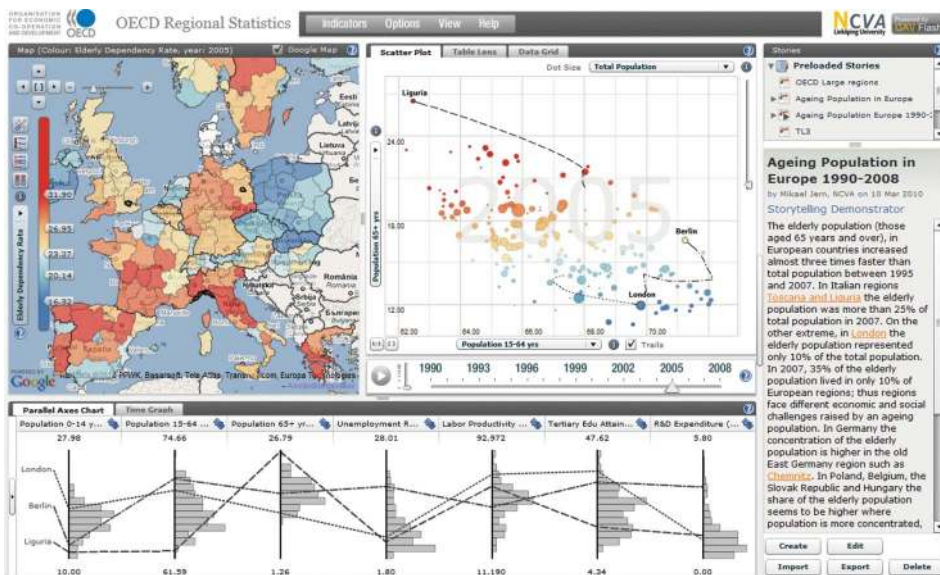 ORGANISATION
FOR ECONOMIC
CO-OPERATION
AND DEVELOPMENT
OECD
OECD Regional Statistics
Indicators Options View Help
NCVA
Linköping University
Powered by
GAV Flash
Map (Colour: Elderly Dependency Rate, year: 2005)
Google Map
Eesti
Latvija
Lietuva
România
Elderly Dependency Rate
31.90
26.95
23.37
20.14
16.92
POWERED BY
Google
Scatter Plot Table Lens Data Grid
Dot Size Total Population
Liguria
2005
Berlin
London
Population 65+ yrs
24.00
18.00
12.00
62.00 64.00 66.00 68.00 70.00
Population 15-64 yrs
Trails
1990 1993 1996 1999 2002 2005 2008
Stories
Preloaded Stories
OECD Large regions
Ageing Population in Europe
Ageing Population Europe 1990-2
TL3
Ageing Population in
Europe 1990-2008
by Mikael Jern, NCVA on 10 Mar 2010
Storytelling Demonstrator
The elderly population (those
aged 65 years and over), in
European countries increased
almost three times faster than
total population between 1995
and 2007. In Italian regions
Toscana and Liguria the elderly
population was more than 25% of
total population in 2007. On the
other extreme, in London the
elderly population represented
only 10% of the total population.
In 2007, 35% of the elderly
population lived in only 10% of
European regions; thus regions
face different economic and social
challenges raised by an ageing
population. In Germany the
concentration of the elderly
population is higher in the old
East Germany region such as
Chemnitz. In Poland, Belgium, the
Slovak Republic and Hungary the
share of the elderly population
seems to be higher where
population is more concentrated,
Create Edit
Import Export Delete
Parallel Axes Chart Time Graph
Population 0-14 y... Population 15-64 ... Population 65+ yr... Unemployment R... Labor Productivity ... Tertiary Edu Attain... R&D Expenditure (...
27.98 74.66 26.79 28.01 92,972 47.62 5.80
London
Berlin
Liguria
10.00 61.59 1.26 1.80 11,190 4.24 0.00